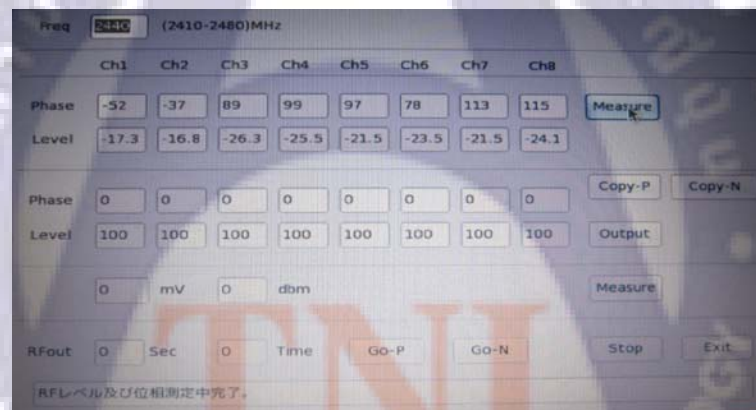 Freq 2440 (2410-2480)MHz
Ch1 Ch2 Ch3 Ch4 Ch5 Ch6 Ch7 Ch8
Phase -52 -37 89 99 97 78 113 115 Measure
Level -17.3 -16.8 -26.3 -25.5 -21.5 -23.5 -21.5 -24.1
Copy-P Copy-N
Phase 0 0 0 0 0 0 0 0
Level 100 100 100 100 100 100 100 100 Output
0 mV 0 dbm Measure
RFout 0 Sec 0 Time Go-P Go-N Stop Exit
RFレベル及び位相測定中完了。
TNI